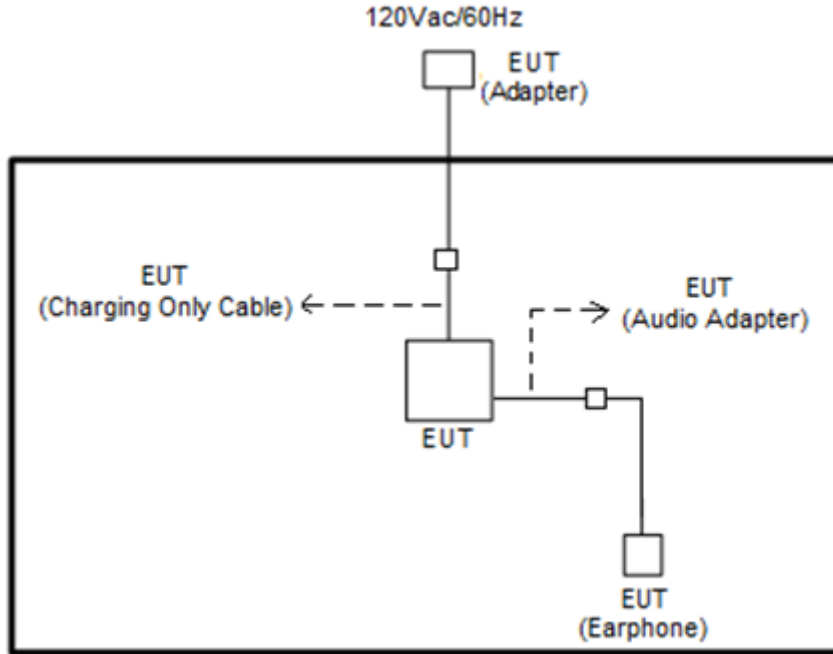 120Vac/60Hz
EUT
(Adapter)
EUT
(Charging Only Cable)
EUT
(Audio Adapter)
EUT
EUT
(Earphone)